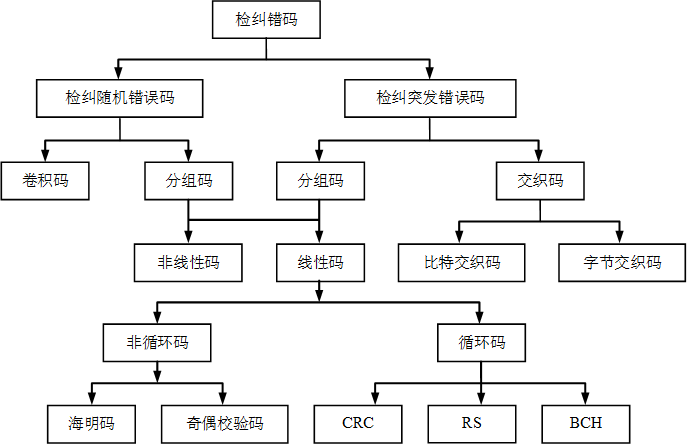 检纠错码
检纠随机错误码
检纠突发错误码
卷积码
分组码
分组码
交织码
非线性码
线性码
比特交织码
字节交织码
非循环码
循环码
海明码
奇偶校验码
CRC
RS
BCH